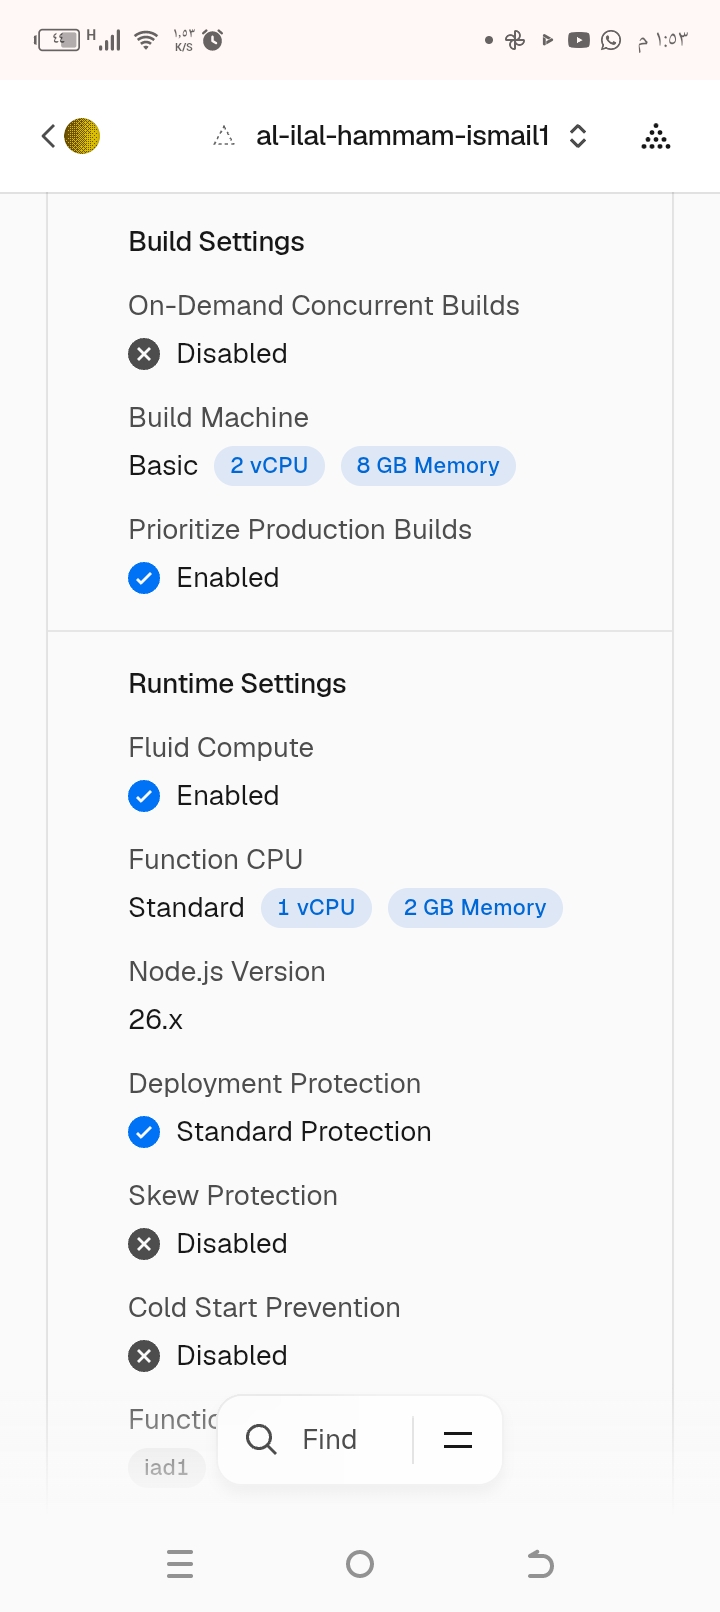 ٤٤ H ١,٥٣ K/S م ١:٥٣
al-ilal-hammam-ismail1
Build Settings
On-Demand Concurrent Builds
Disabled
Build Machine
Basic 2 vCPU 8 GB Memory
Prioritize Production Builds
Enabled
Runtime Settings
Fluid Compute
Enabled
Function CPU
Standard 1 vCPU 2 GB Memory
Node.js Version
26.x
Deployment Protection
Standard Protection
Skew Protection
Disabled
Cold Start Prevention
Disabled
Functio
iad1
Find